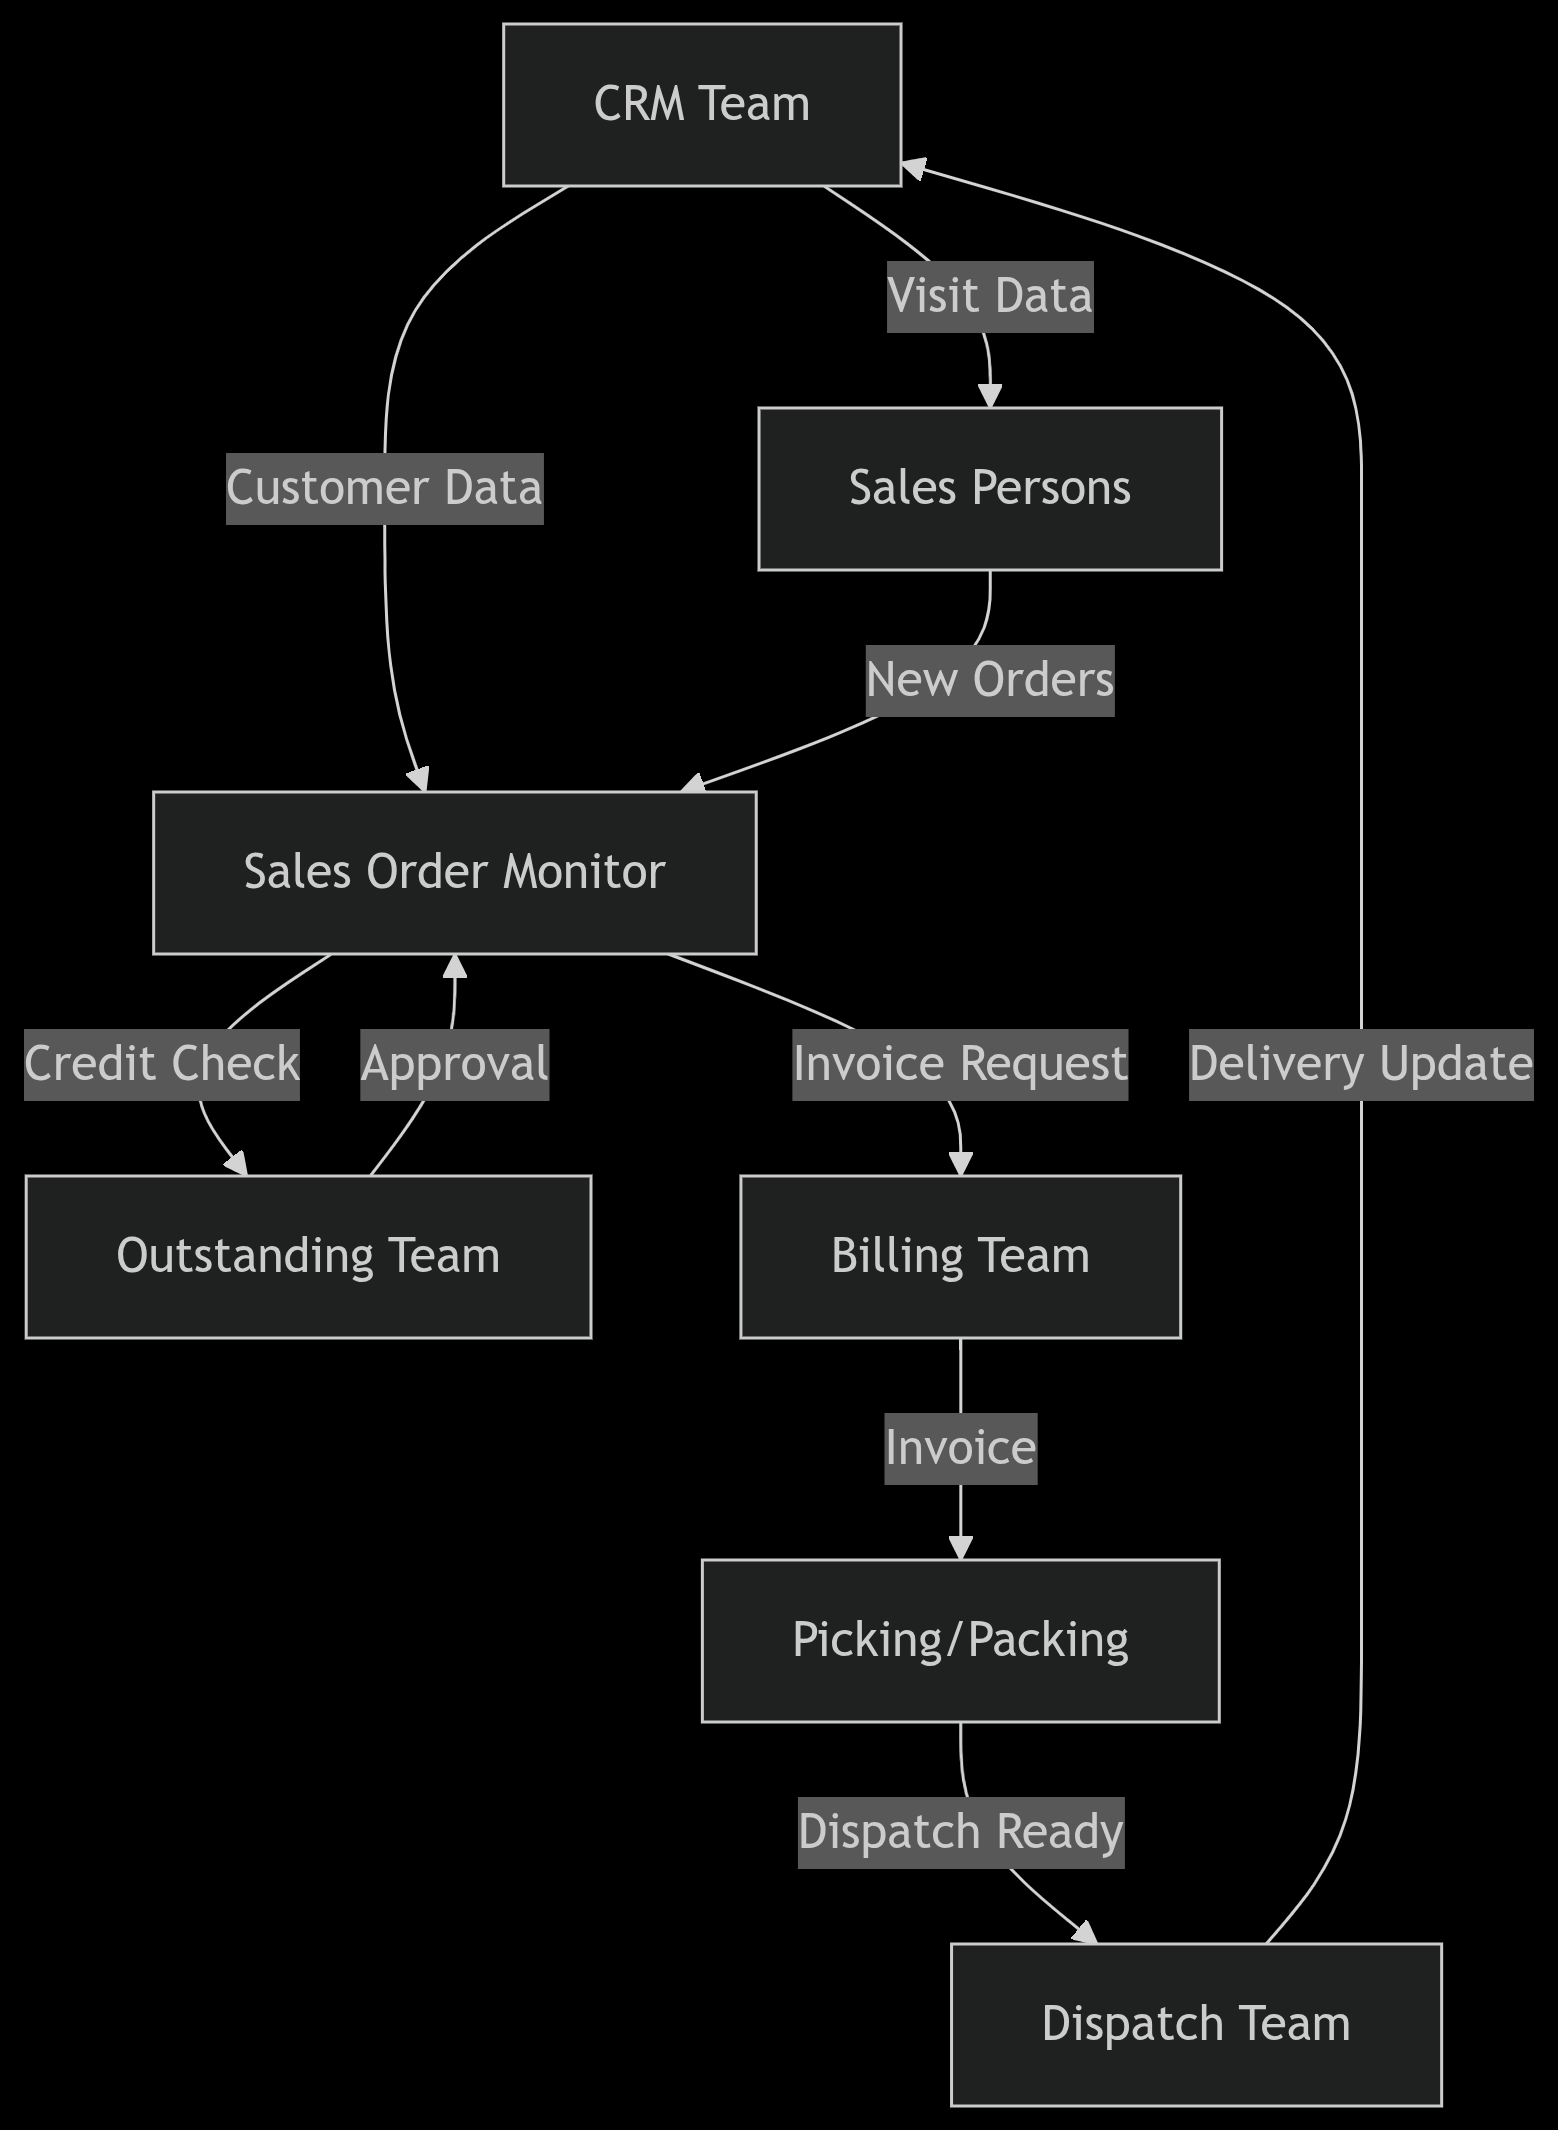 CRM Team
Visit Data
Customer Data
Sales Persons
New Orders
Sales Order Monitor
Credit Check
Approval
Invoice Request
Delivery Update
Outstanding Team
Billing Team
Invoice
Picking/Packing
Dispatch Ready
Dispatch Team